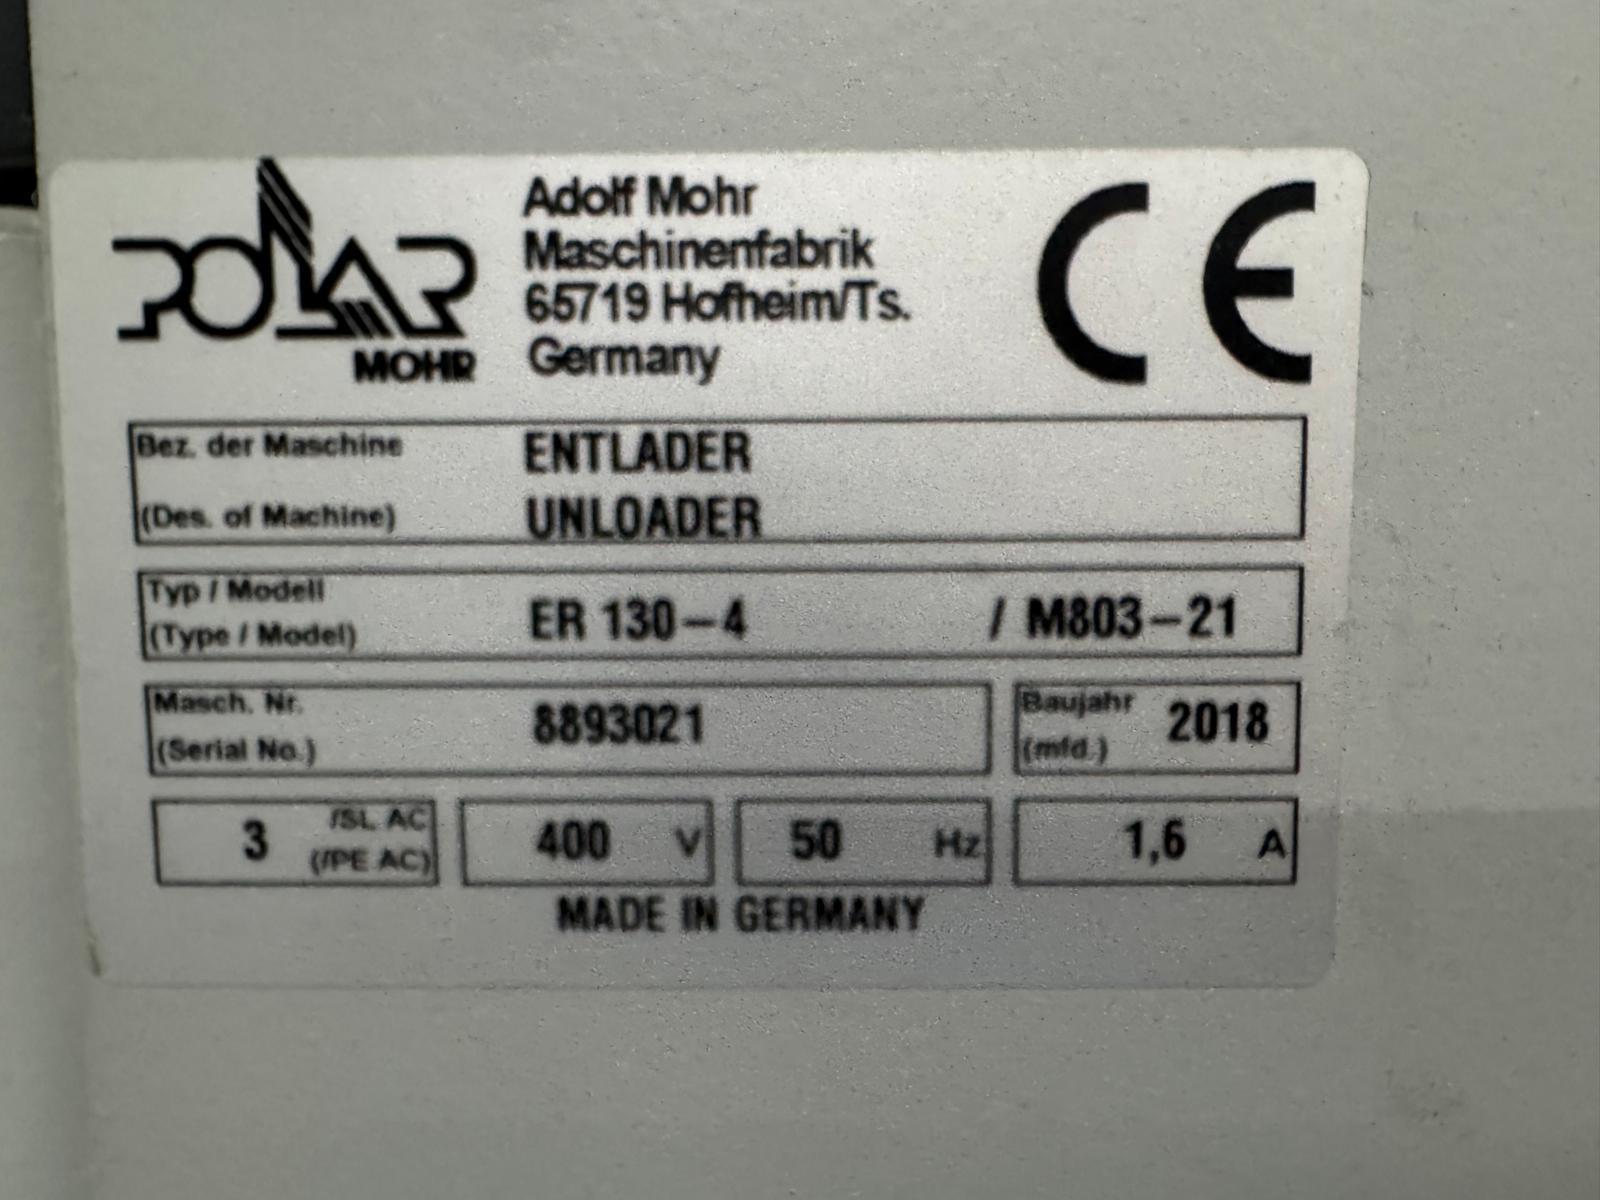 POLAR
MOHR
Adolf Mohr
Maschinenfabrik
65719 Hofheim/Ts.
Germany
CE
Bez. der Maschine ENTLADER
(Des. of Machine) UNLOADER
Typ / Modell
(Type / Model) ER 130-4 / M803-21
Masch. Nr.
(Serial No.) 8893021
Baujahr
(mfd.) 2018
3 /SL AC
(/PE AC)
400 V
50 Hz
1,6 A
MADE IN GERMANY